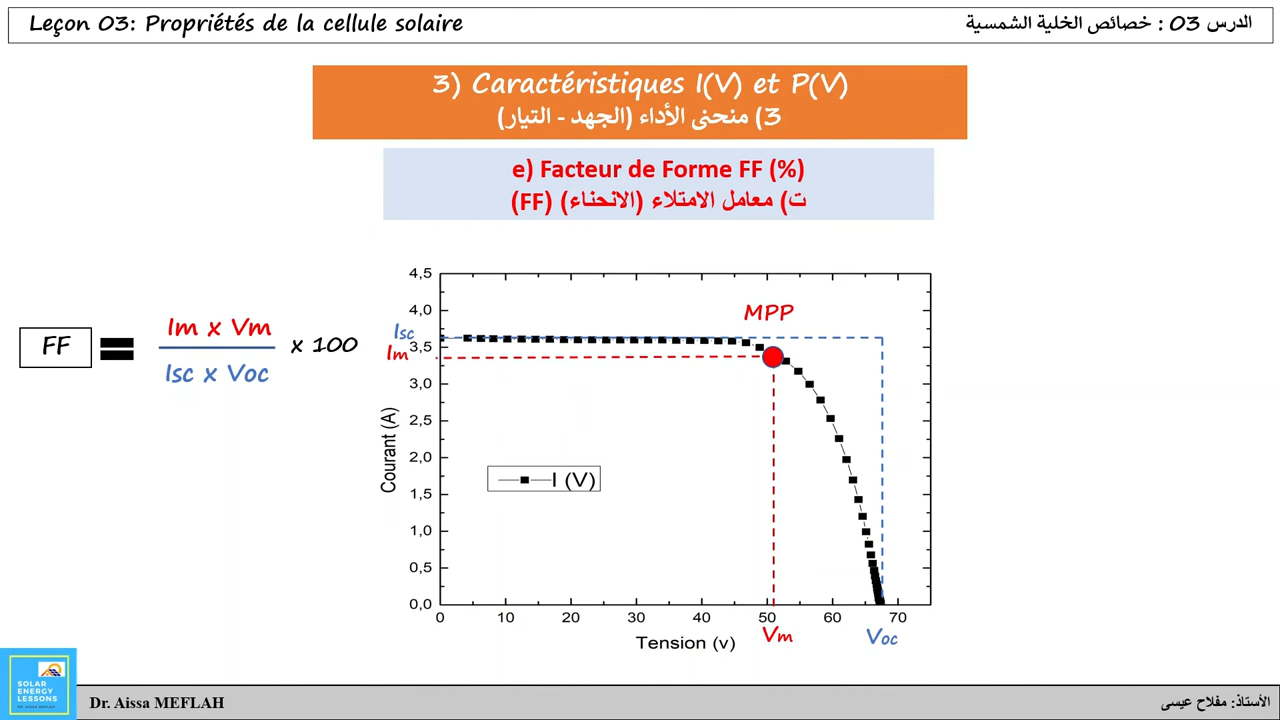 Leçon 03: Propriétés de la cellule solaire
الدرس 03 : خصائص الخلية الشمسية
3) Caractéristiques I(V) et P(V)
3) منحنى الأداء (الجهد - التيار)
e) Facteur de Forme FF (%)
ت) معامل الامتلاء (الانحناء) (FF)
FF = Im x Vm / Isc x Voc x 100
MPP
Isc
Im
4,5
4,0
3,5
3,0
2,5
2,0
1,5
1,0
0,5
0,0
Courant (A)
I (V)
0 10 20 30 40 50 60 70
Vm
Voc
Tension (v)
SOLAR
ENERGY
LESSONS
DR. AISSA MEFLAH
Dr. Aissa MEFLAH
الأستاذ: مفلاح عيسى